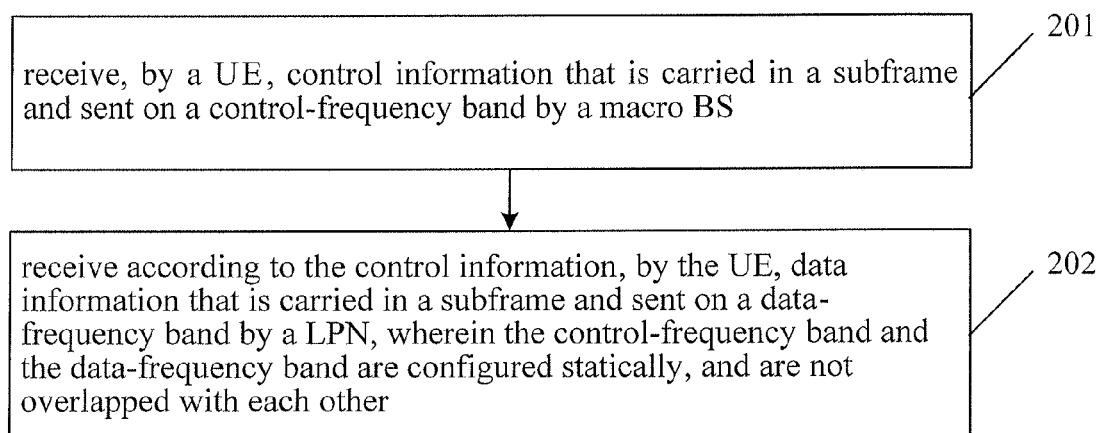 201
receive, by a UE, control information that is carried in a subframe
and sent on a control-frequency band by a macro BS
202
receive according to the control information, by the UE, data
information that is carried in a subframe and sent on a data-
frequency band by a LPN, wherein the control-frequency band and
the data-frequency band are configured statically, and are not
overlapped with each other